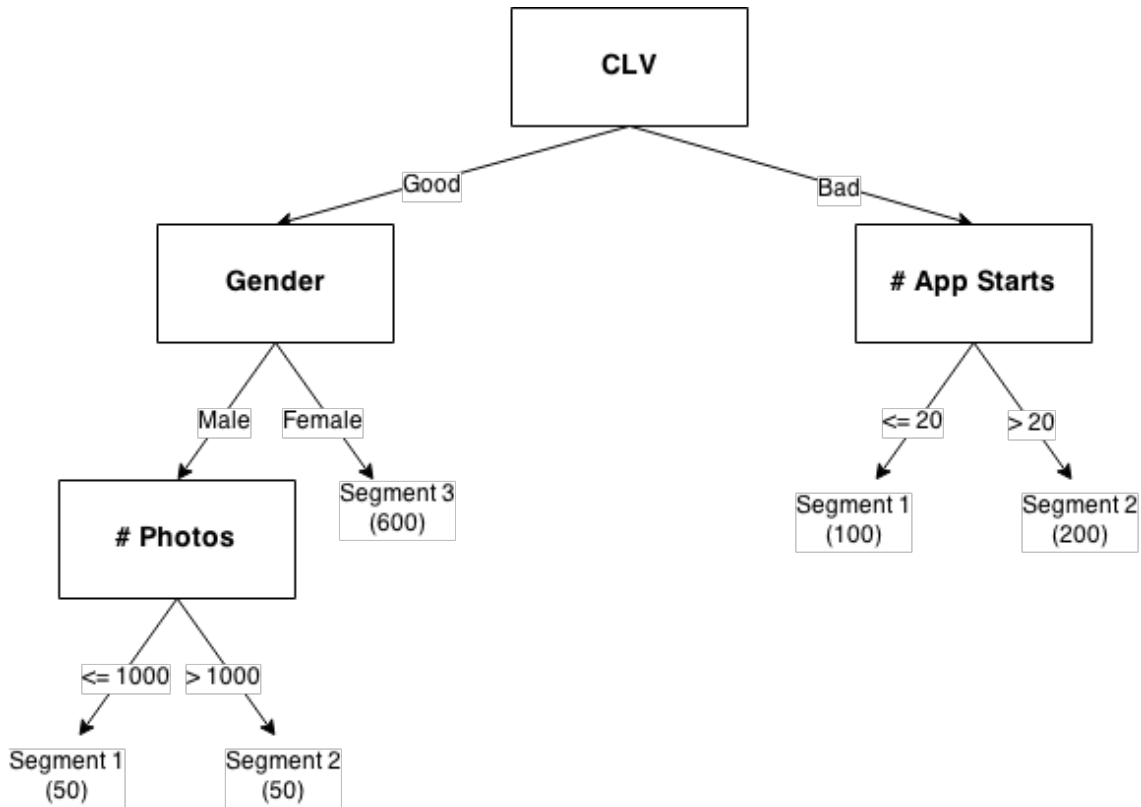 CLV
Good
Bad
Gender
# App Starts
Male
Female
<= 20
> 20
# Photos
Segment 3
(600)
Segment 1
(100)
Segment 2
(200)
<= 1000
> 1000
Segment 1
(50)
Segment 2
(50)